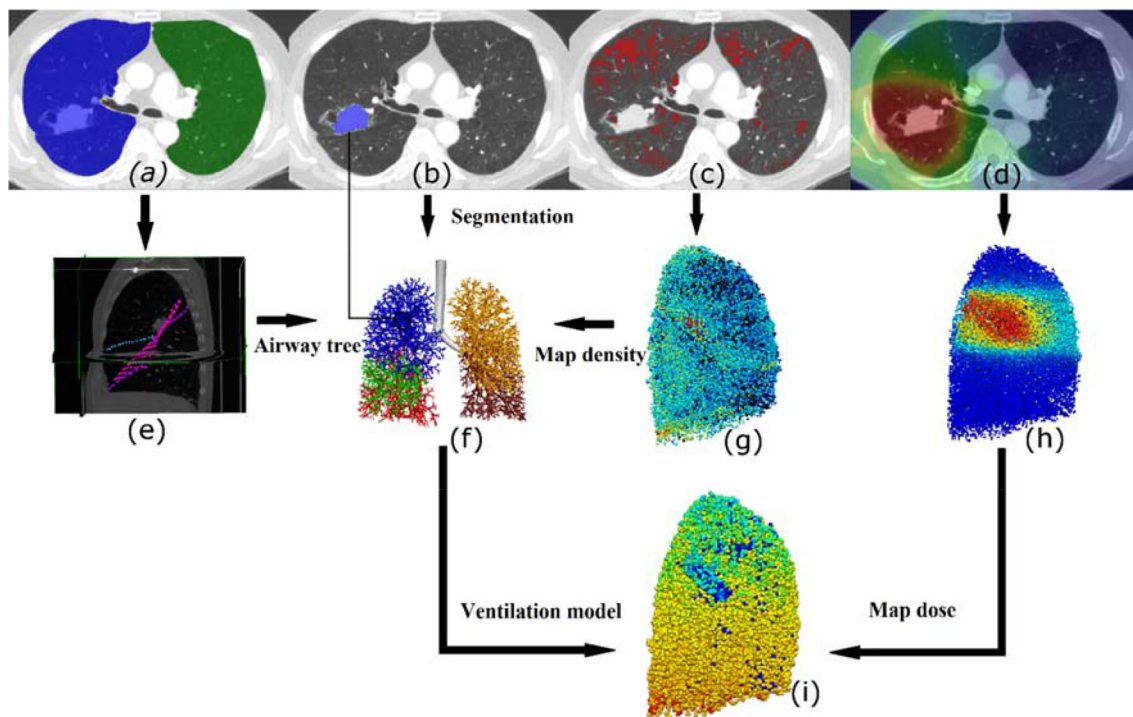 (a)
(b)
(c)
(d)
Segmentation
Airway tree
Map density
(e)
(f)
(g)
(h)
Ventilation model
Map dose
(i)